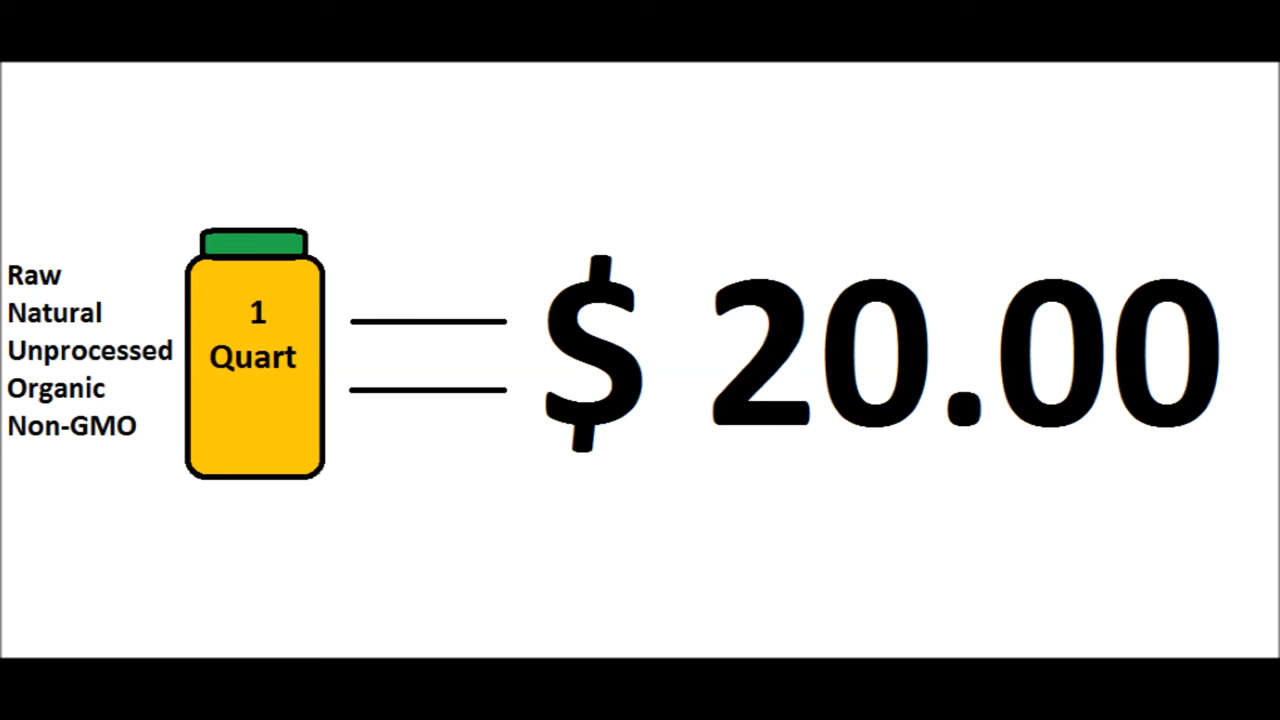 Raw
Natural
Unprocessed
Organic
Non-GMO
1
Quart
$ 20.00